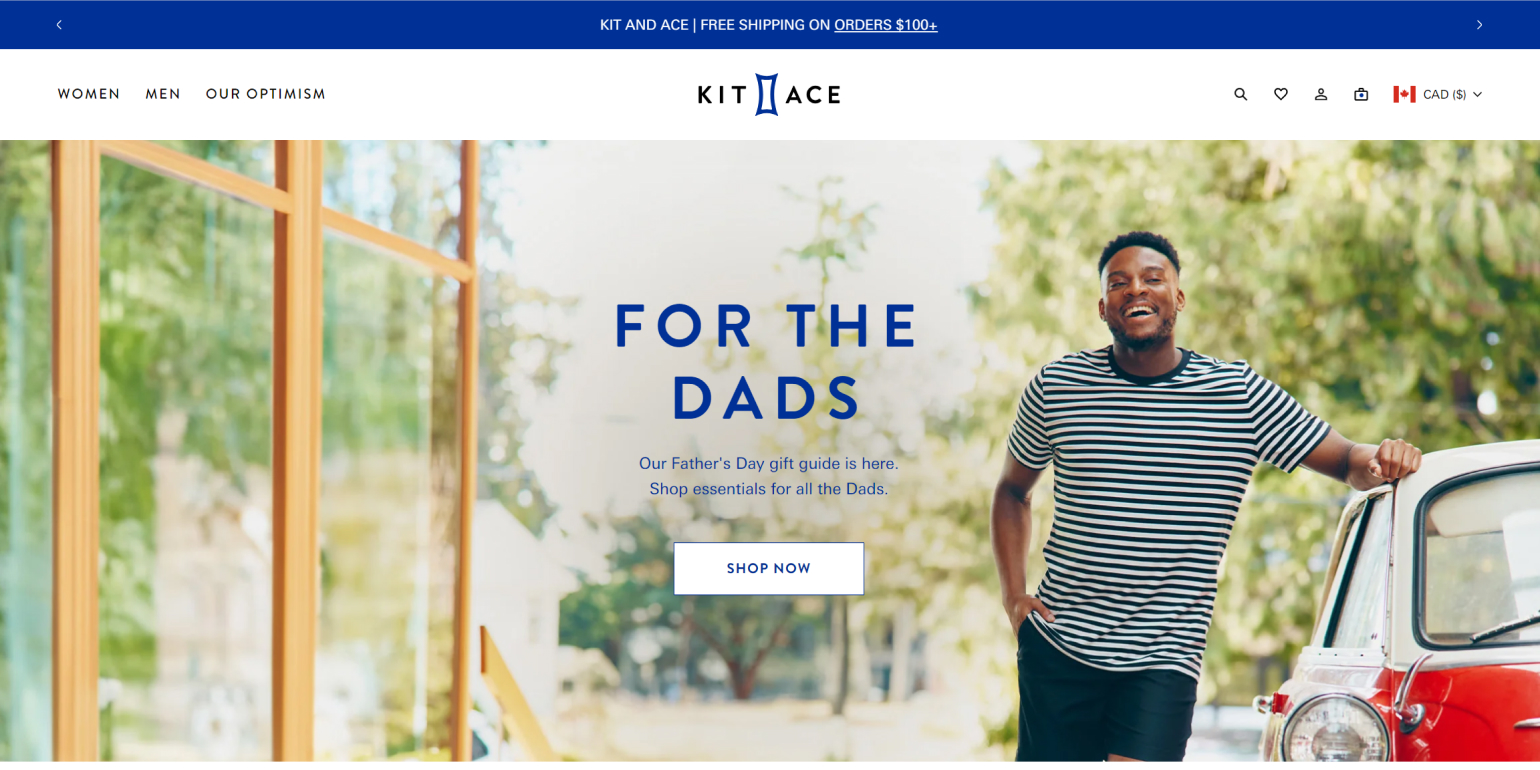 KIT AND ACE | FREE SHIPPING ON ORDERS $100+
WOMEN MEN OUR OPTIMISM
KIT ACE
CAD ($)
FOR THE
DADS
Our Father's Day gift guide is here.
Shop essentials for all the Dads.
SHOP NOW